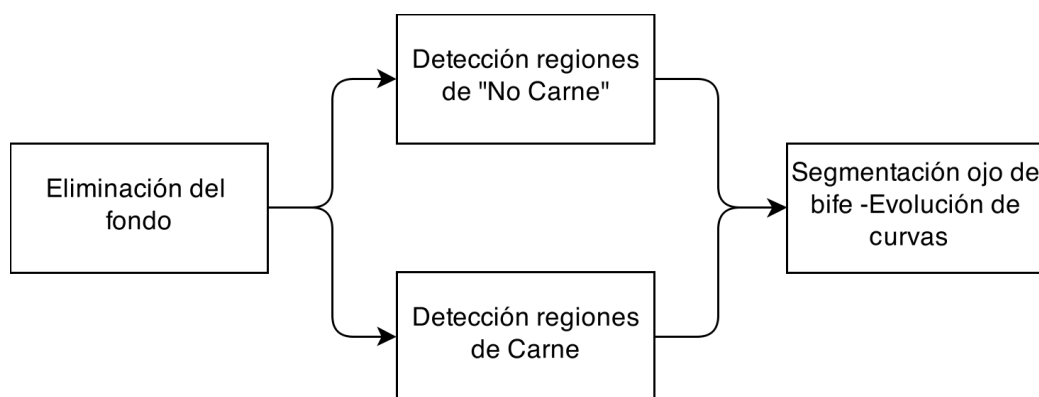 Eliminación del
fondo
Detección regiones
de "No Carne"
Detección regiones
de Carne
Segmentación ojo de
bife -Evolución de
curvas